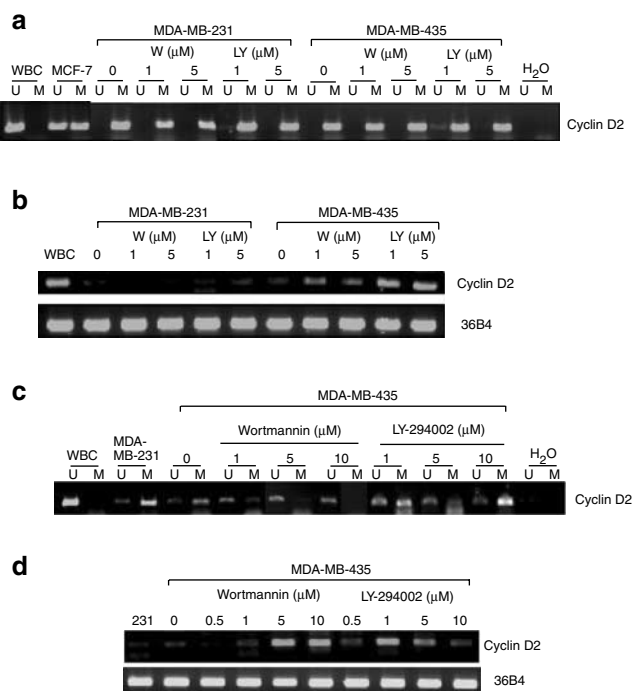 a
MDA-MB-231 MDA-MB-435
W (μM) LY (μM) W (μM) LY (μM)
WBC MCF-7 0 1 5 1 5 0 1 5 1 5 H2O
U M U M U M U M U M U M U M U M U M U M U M U M U M
Cyclin D2
b
MDA-MB-231 MDA-MB-435
W (μM) LY (μM) W (μM) LY (μM)
WBC 0 1 5 1 5 0 1 5 1 5
Cyclin D2
36B4
c
MDA-MB-435
Wortmannin (μM) LY-294002 (μM)
WBC MDA-MB-231 0 1 5 10 1 5 10 H2O
U M U M U M U M U M U M U M U M U M U M
Cyclin D2
d
MDA-MB-435
Wortmannin (μM) LY-294002 (μM)
231 0 0.5 1 5 10 0.5 1 5 10
Cyclin D2
36B4